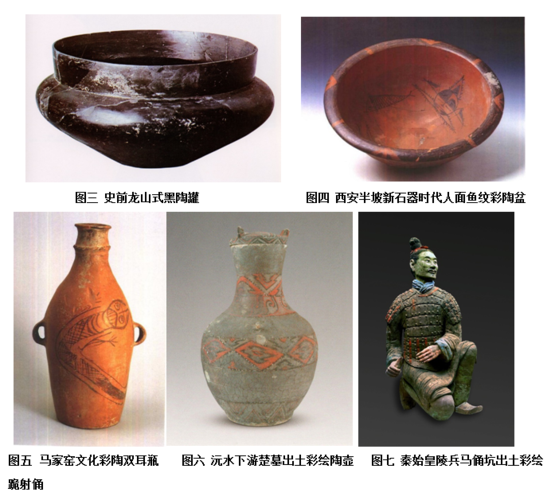 图三 史前龙山式黑陶罐
图四 西安半坡新石器时代人面鱼纹彩陶盆
图五 马家窑文化彩陶双耳瓶
图六 沅水下游楚墓出土彩绘陶壶
图七 秦始皇陵兵马俑坑出土彩绘
跪射俑